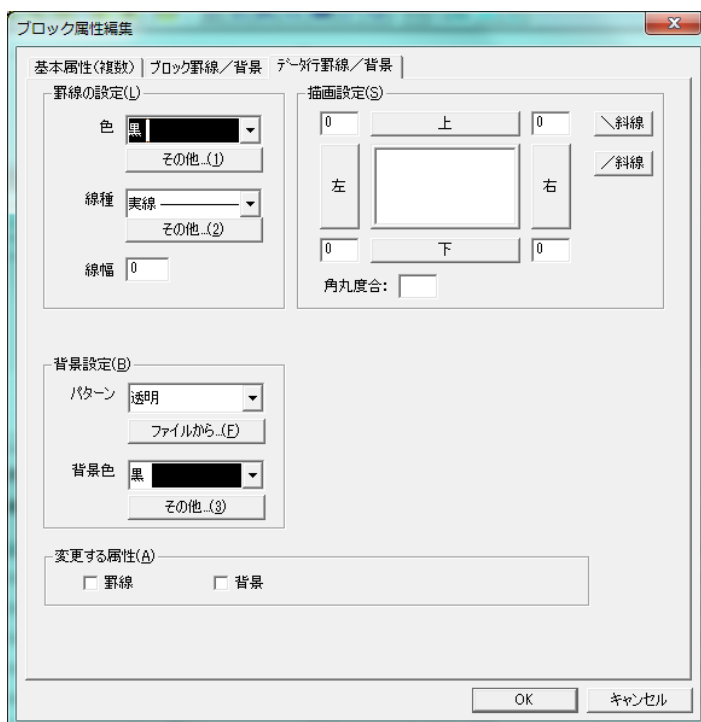 ブロック属性編集
基本属性(複数) ブロック罫線／背景 データ行罫線／背景
罫線の設定(L)
色 黒
その他...(1)
線種 実線
その他...(2)
線幅 0
描画設定(S)
0 上 0 ＼斜線
左 右 ／斜線
0 下 0
角丸度合:
背景設定(B)
パターン 透明
ファイルから...(F)
背景色 黒
その他...(3)
変更する属性(A)
罫線 背景
OK キャンセル